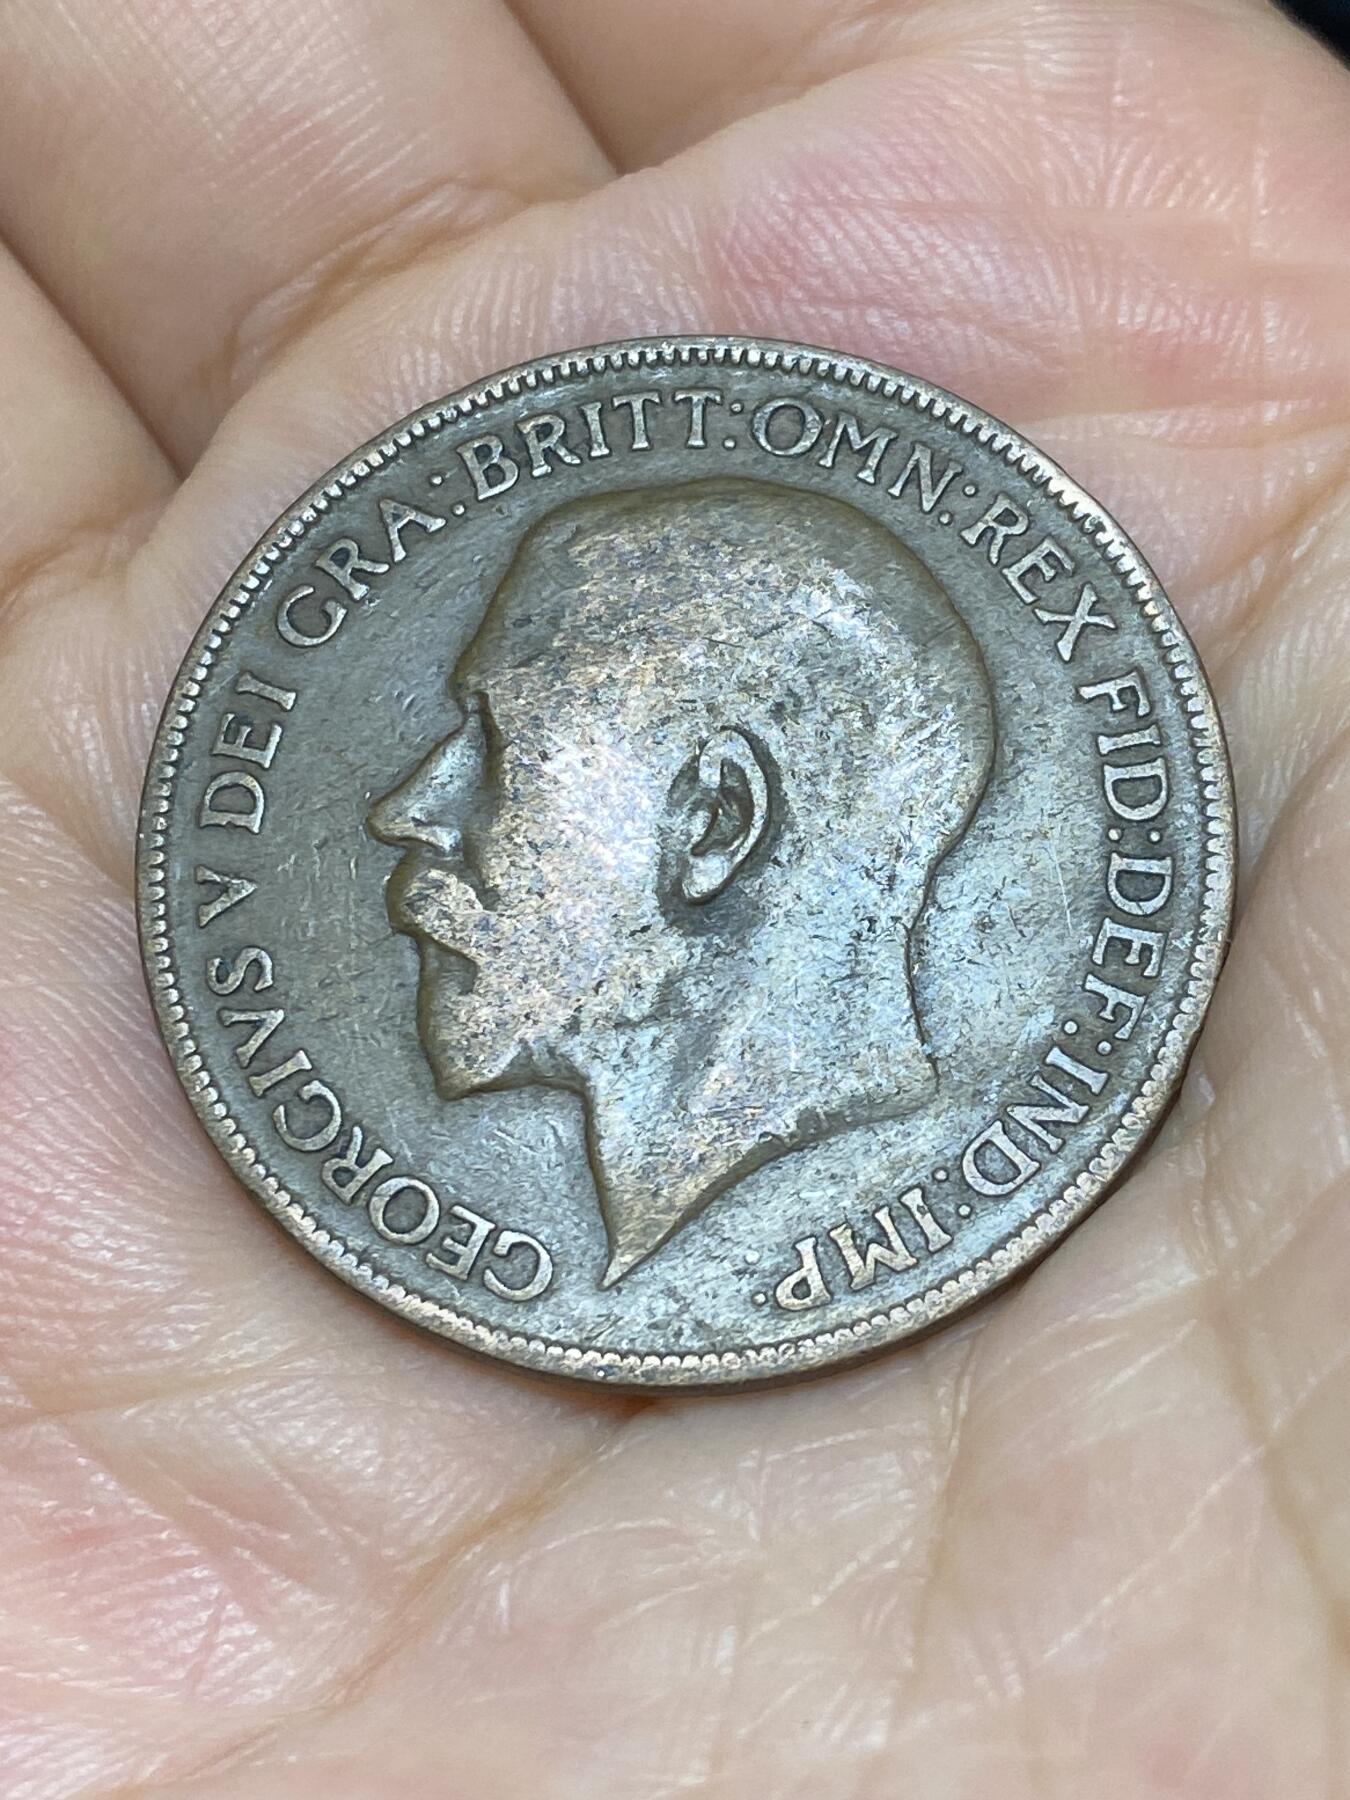 GEORGIVS V DEI GRA: BRITT: OMN: REX FID: DEF: IND: IMP.